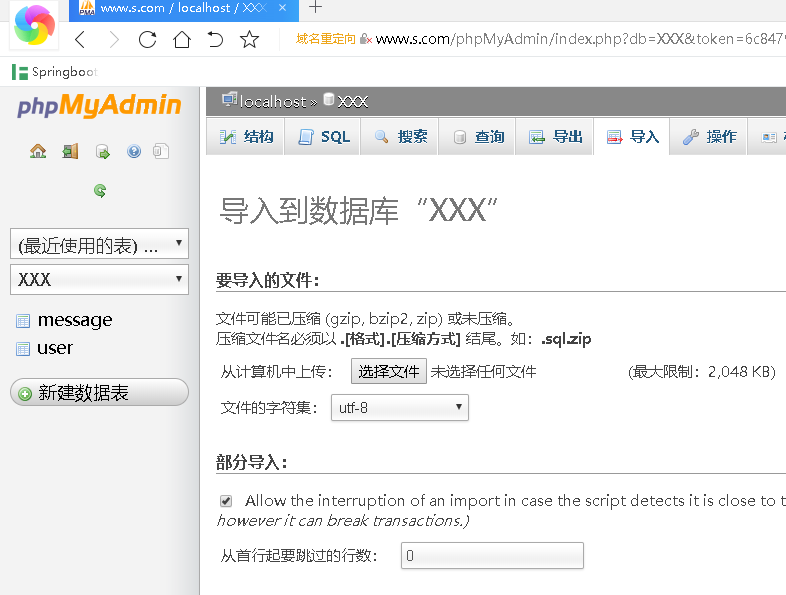 www.s.com / localhost / XXX
域名重定向 www.s.com/phpMyAdmin/index.php?db=XXX&token=6c847
Springboot
phpMyAdmin
localhost » XXX
结构 SQL 搜索 查询 导出 导入 操作
导入到数据库“XXX”
(最近使用的表) ...
XXX
message
user
新建数据表
要导入的文件：
文件可能已压缩 (gzip, bzip2, zip) 或未压缩。
压缩文件名必须以 .[格式].[压缩方式] 结尾。如：.sql.zip
从计算机中上传： 选择文件 未选择任何文件 (最大限制：2,048 KB)
文件的字符集： utf-8
部分导入：
Allow the interruption of an import in case the script detects it is close to t
however it can break transactions.)
从首行起要跳过的行数： 0